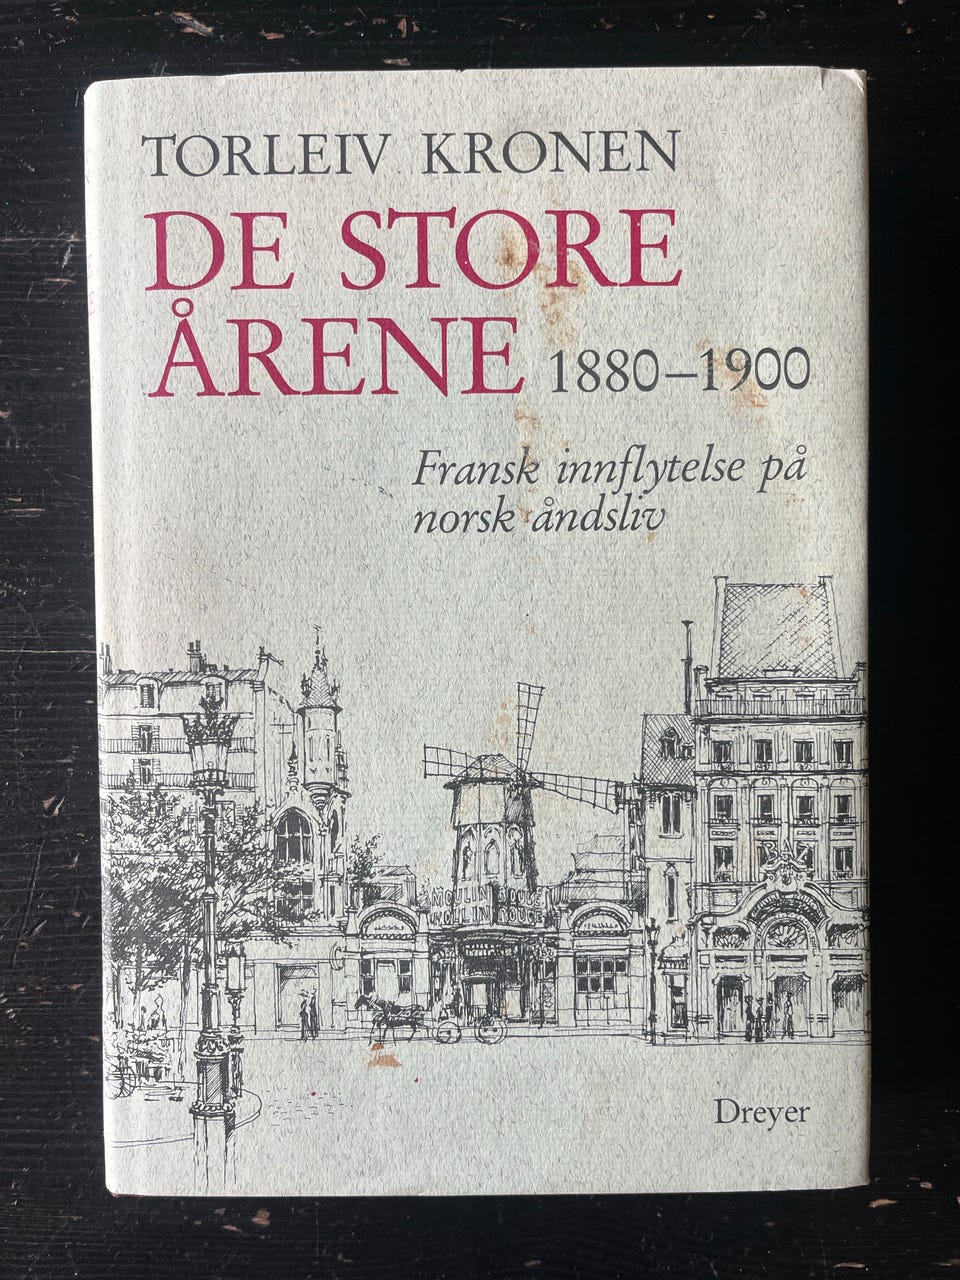 TORLEIV KRONEN
DE STORE
ÅRENE 1880–1900
Fransk innflytelse på
norsk åndsliv
MOULIN ROUGE
MOULIN ROUGE
Dreyer